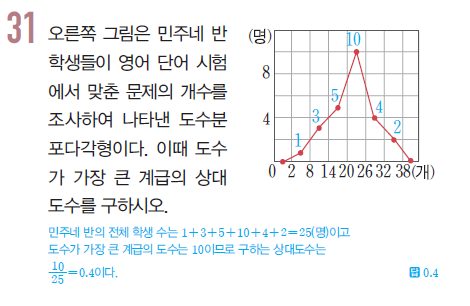 31
오른쪽 그림은 민주네 반
학생들이 영어 단어 시험
에서 맞춘 문제의 개수를
조사하여 나타낸 도수분
포다각형이다. 이때 도수
가 가장 큰 계급의 상대
도수를 구하시오.
(명)
10
8
5
4
3
4
2
1
0 2 8 14 20 26 32 38(개)
민주네 반의 전체 학생 수는 1+3+5+10+4+2=25(명)이고
도수가 가장 큰 계급의 도수는 10이므로 구하는 상대도수는
10/25=0.4이다.
답 0.4